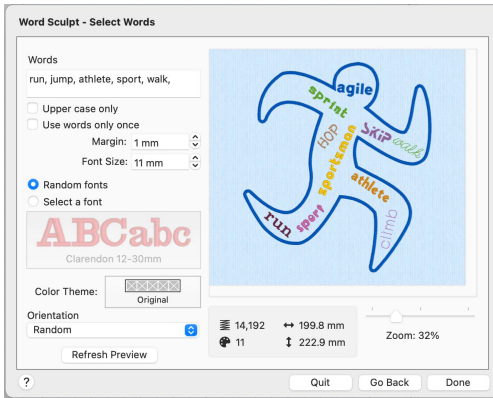 Word Sculpt - Select Words
Words
run, jump, athlete, sport, walk,
Upper case only
Use words only once
Margin: 1 mm
Font Size: 11 mm
Random fonts
Select a font
ABCabc
Clarendon 12-30mm
Color Theme:
Original
Orientation
Random
Refresh Preview
agile
sprint
HOP
SKIP
walk
sportsman
athlete
run
sport
climb
14,192
199.8 mm
11
222.9 mm
Zoom: 32%
?
Quit
Go Back
Done